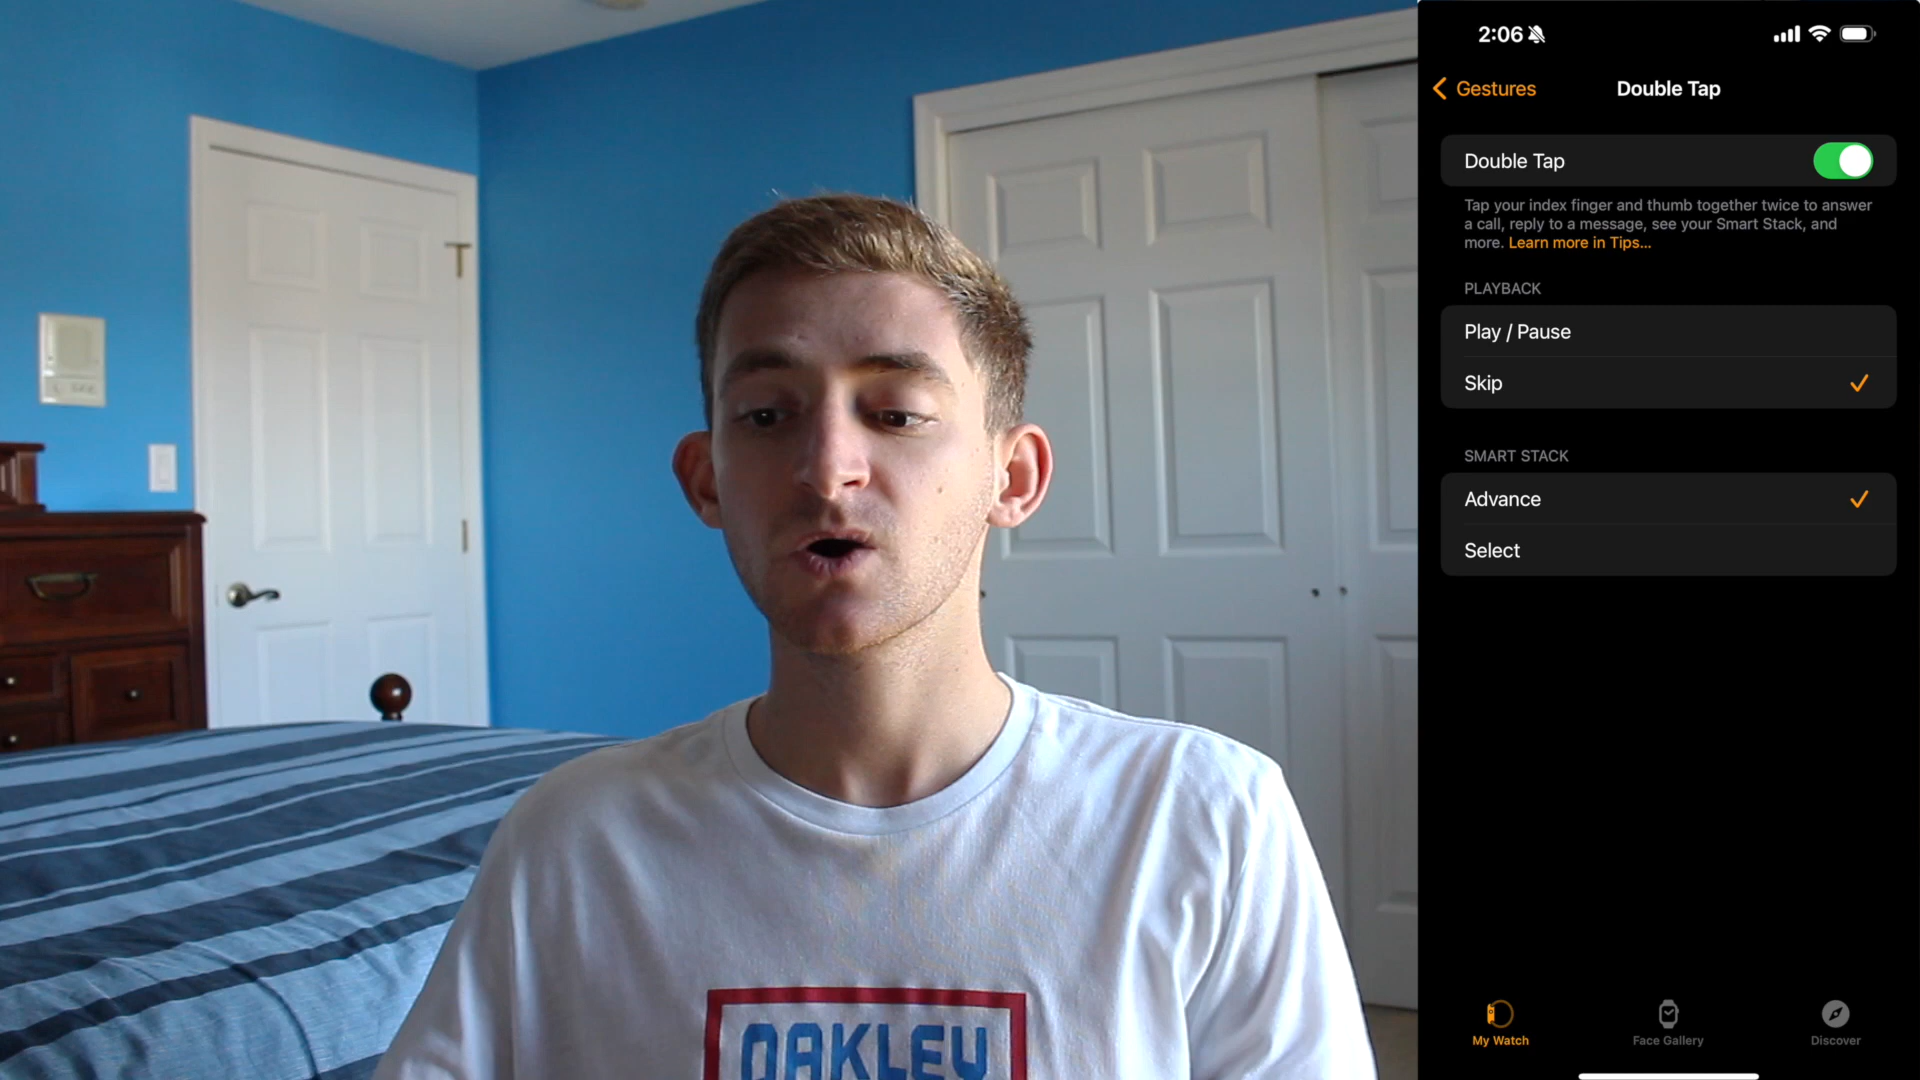 2:06
Gestures
Double Tap
Double Tap
Tap your index finger and thumb together twice to answer
a call, reply to a message, see your Smart Stack, and
more. Learn more in Tips...
PLAYBACK
Play / Pause
Skip
SMART STACK
Advance
Select
My Watch
Face Gallery
Discover
OAKLEY